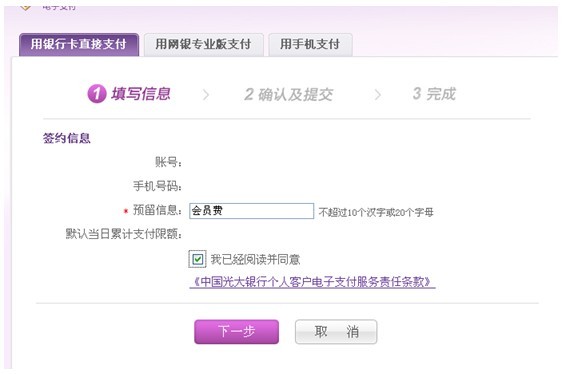 电子支付
用银行卡直接支付 用网银专业版支付 用手机支付
1 填写信息 2 确认及提交 3 完成
签约信息
账号：
手机号码：
* 预留信息： 会员费 不超过10个汉字或20个字母
默认当日累计支付限额：
我已经阅读并同意
《中国光大银行个人客户电子支付服务责任条款》
下一步 取 消